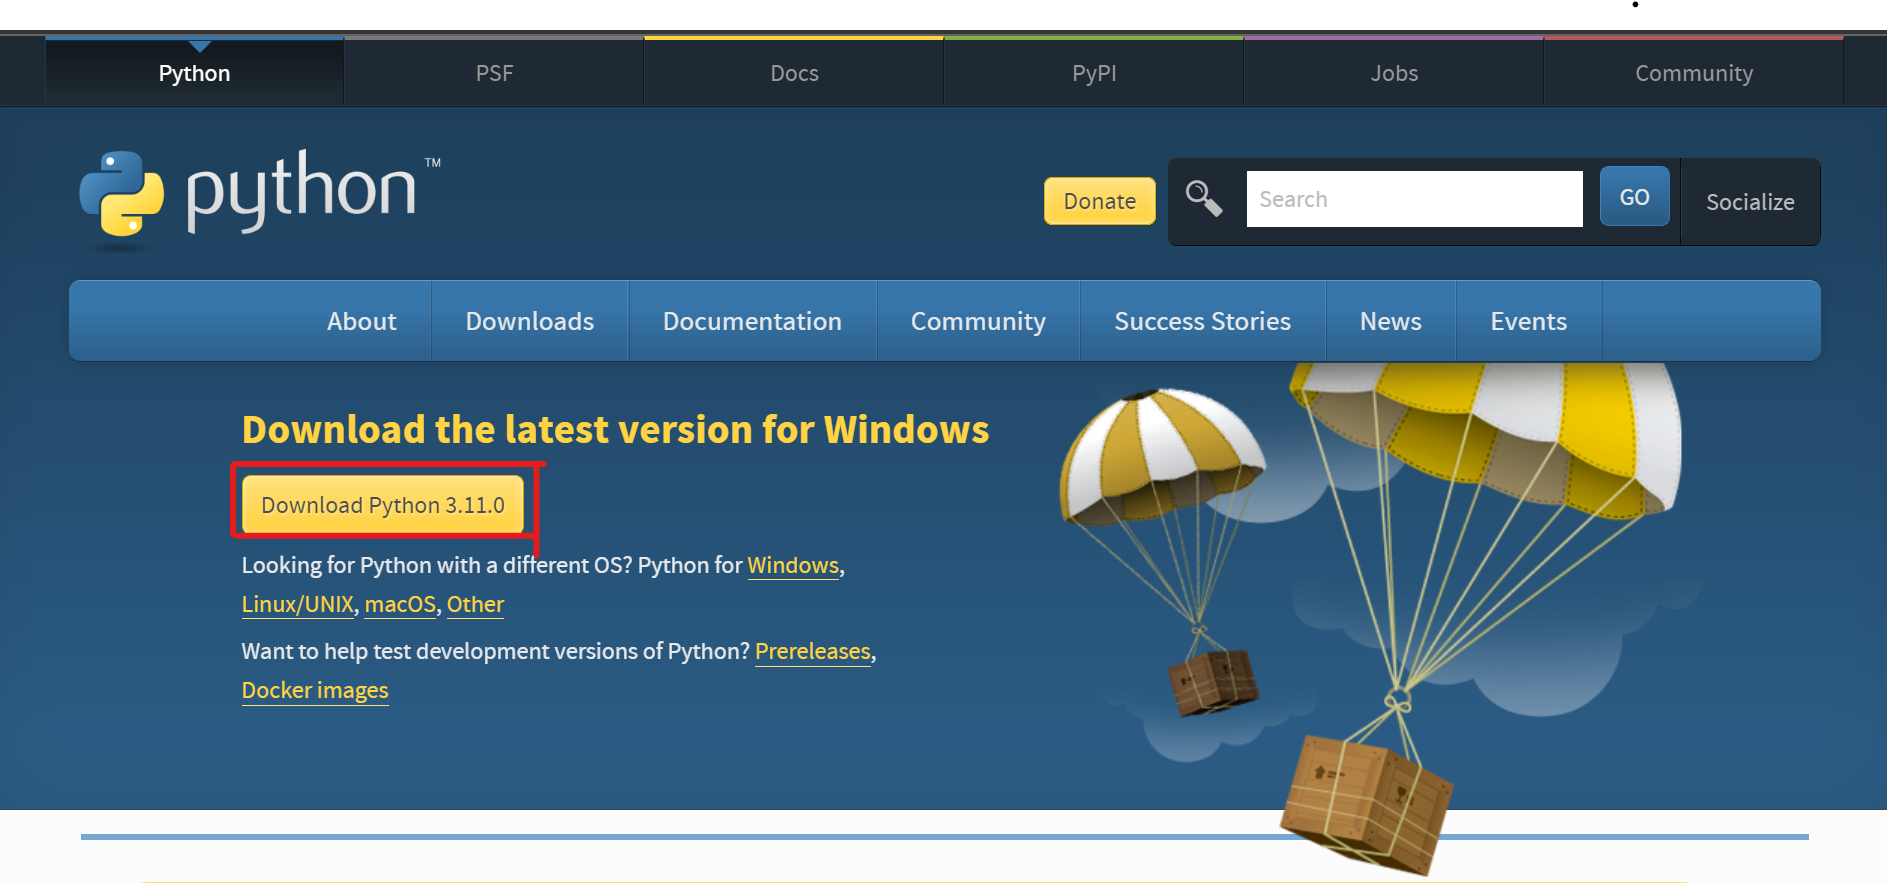 Python PSF Docs PyPI Jobs Community
python™ Donate Search GO Socialize
About Downloads Documentation Community Success Stories News Events
Download the latest version for Windows
Download Python 3.11.0
Looking for Python with a different OS? Python for Windows,
Linux/UNIX, macOS, Other
Want to help test development versions of Python? Prereleases,
Docker images